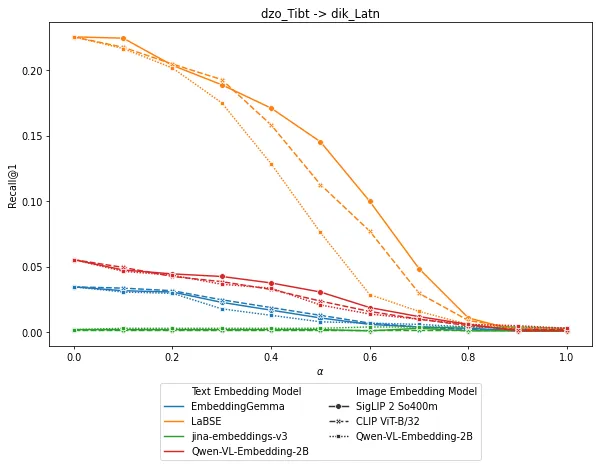 dzo_Tibt -> dik_Latn
Recall@1
0.20
0.15
0.10
0.05
0.00
0.0 0.2 0.4 0.6 0.8 1.0
α
Text Embedding Model Image Embedding Model
EmbeddingGemma SigLIP 2 So400m
LaBSE CLIP ViT-B/32
jina-embeddings-v3 Qwen-VL-Embedding-2B
Qwen-VL-Embedding-2B